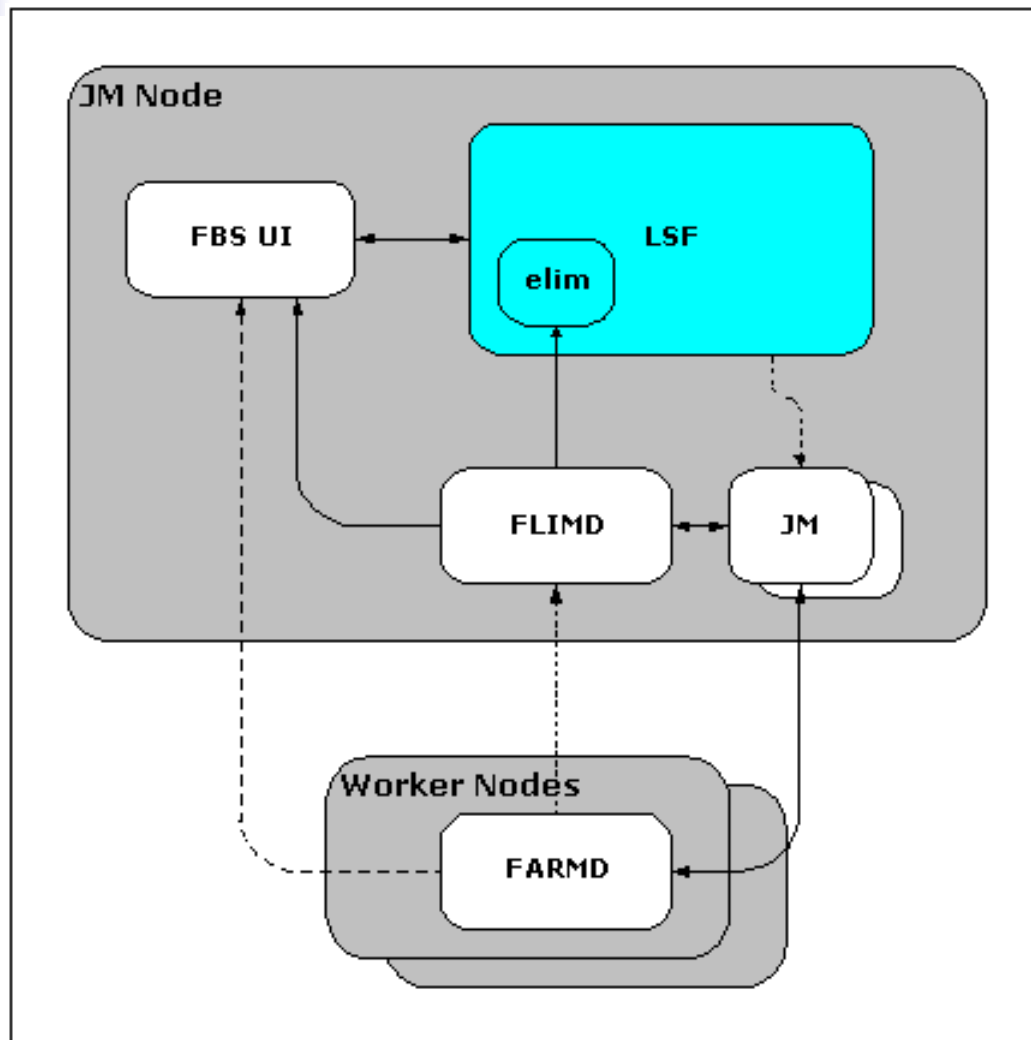 JM Node
FBS UI
LSF
elim
FLIMD
JM
Worker Nodes
FARMD